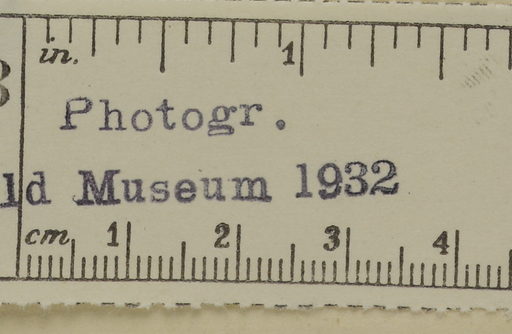 in. 1
Photogr.
ld Museum 1932
cm 1 2 3 4